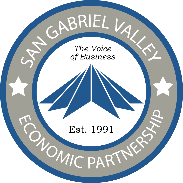 SAN GABRIEL VALLEY
The Voice
of Business
Est. 1991
ECONOMIC PARTNERSHIP